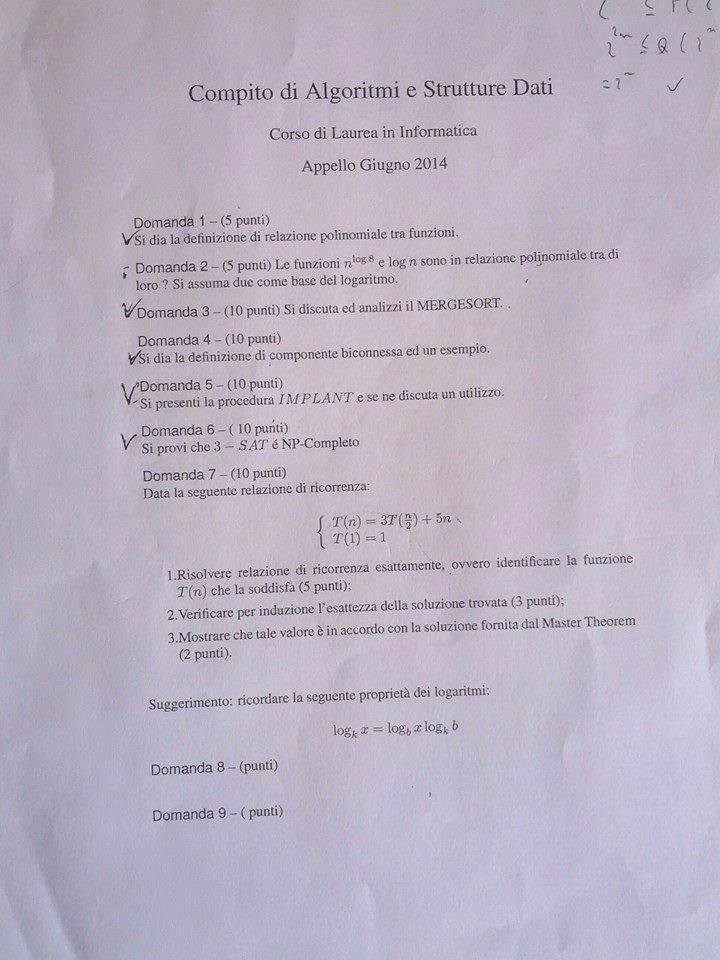 2^2n ≤ Q(2^n
= 2^n ✓
Compito di Algoritmi e Strutture Dati
Corso di Laurea in Informatica
Appello Giugno 2014
Domanda 1 – (5 punti)
Si dia la definizione di relazione polinomiale tra funzioni.
Domanda 2 – (5 punti) Le funzioni n^log 8 e log n sono in relazione polinomiale tra di
loro ? Si assuma due come base del logaritmo.
Domanda 3 – (10 punti) Si discuta ed analizzi il MERGESORT.
Domanda 4 – (10 punti)
Si dia la definizione di componente biconnessa ed un esempio.
Domanda 5 – (10 punti)
Si presenti la procedura IMPLANT e se ne discuta un utilizzo.
Domanda 6 – ( 10 punti)
Si provi che 3 − SAT é NP-Completo
Domanda 7 – (10 punti)
Data la seguente relazione di ricorrenza:
{ T(n) = 3T(n/2) + 5n
T(1) = 1
1.Risolvere relazione di ricorrenza esattamente, ovvero identificare la funzione
T(n) che la soddisfa (5 punti);
2.Verificare per induzione l'esattezza della soluzione trovata (3 punti);
3.Mostrare che tale valore è in accordo con la soluzione fornita dal Master Theorem
(2 punti).
Suggerimento: ricordare la seguente proprietà dei logaritmi:
log_k x = log_b x log_k b
Domanda 8 – (punti)
Domanda 9 – ( punti)